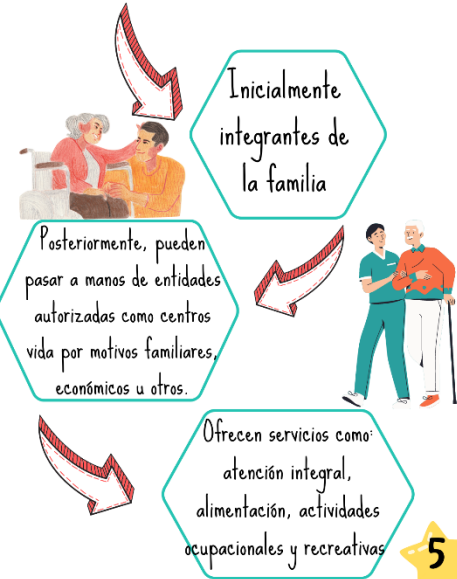 Inicialmente
integrantes de
la familia
Posteriormente, pueden
pasar a manos de entidades
autorizadas como centros
vida por motivos familiares,
económicos u otros.
Ofrecen servicios como:
atención integral,
alimentación, actividades
ocupacionales y recreativas
5